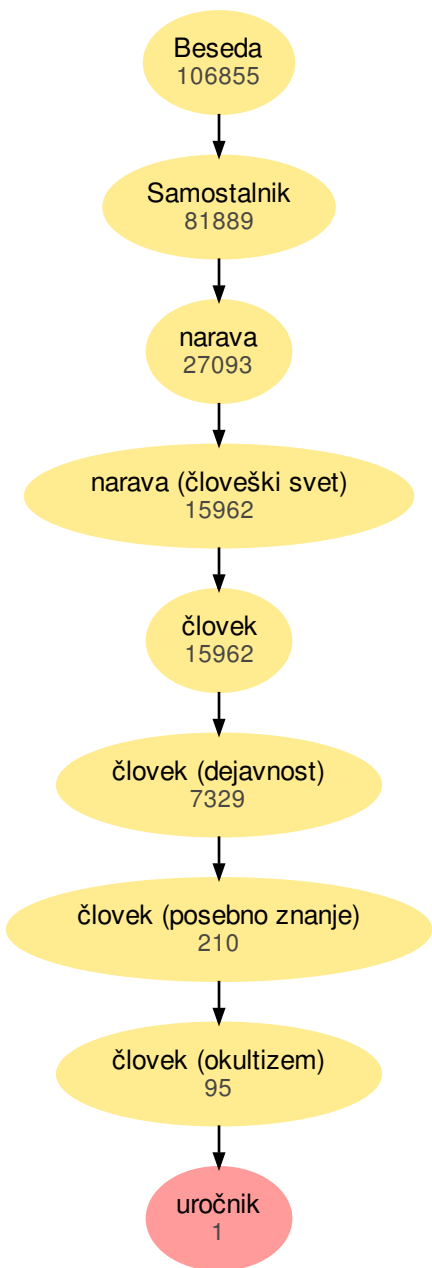 Beseda
106855
Samostalnik
81889
narava
27093
narava (človeški svet)
15962
človek
15962
človek (dejavnost)
7329
človek (posebno znanje)
210
človek (okultizem)
95
uročnik
1